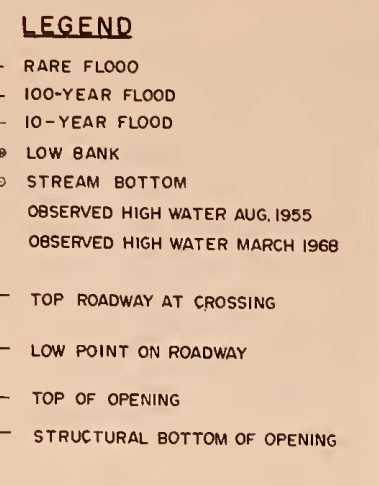 LEGEND
RARE FLOOD
100-YEAR FLOOD
10-YEAR FLOOD
LOW BANK
STREAM BOTTOM
OBSERVED HIGH WATER AUG, 1955
OBSERVED HIGH WATER MARCH 1968
TOP ROADWAY AT CROSSING
LOW POINT ON ROADWAY
TOP OF OPENING
STRUCTURAL BOTTOM OF OPENING